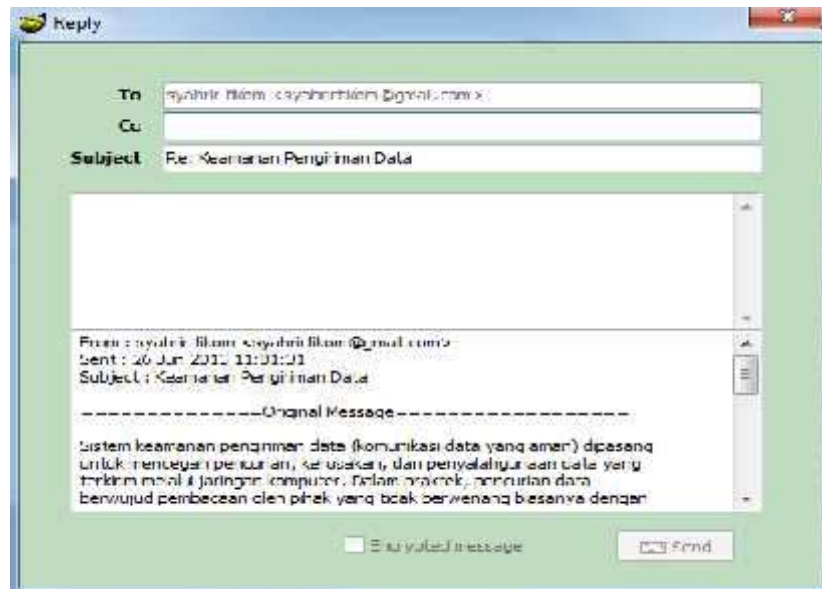 Reply
To
Cc
Subject Re: Keamanan Pengiriman Data
Subject : Keamanan Pengiriman Data
Original Message
Sistem keamanan pengiriman data (komunikasi data yang aman) dipasang
untuk mencegah pencurian, kerusakan, dan penyalahgunaan data yang
terkirim melalui jaringan komputer. Dalam praktek, pencurian data
berwujud pembacaan oleh pihak yang tidak berwenang biasanya dengan
Encrypted message
Send